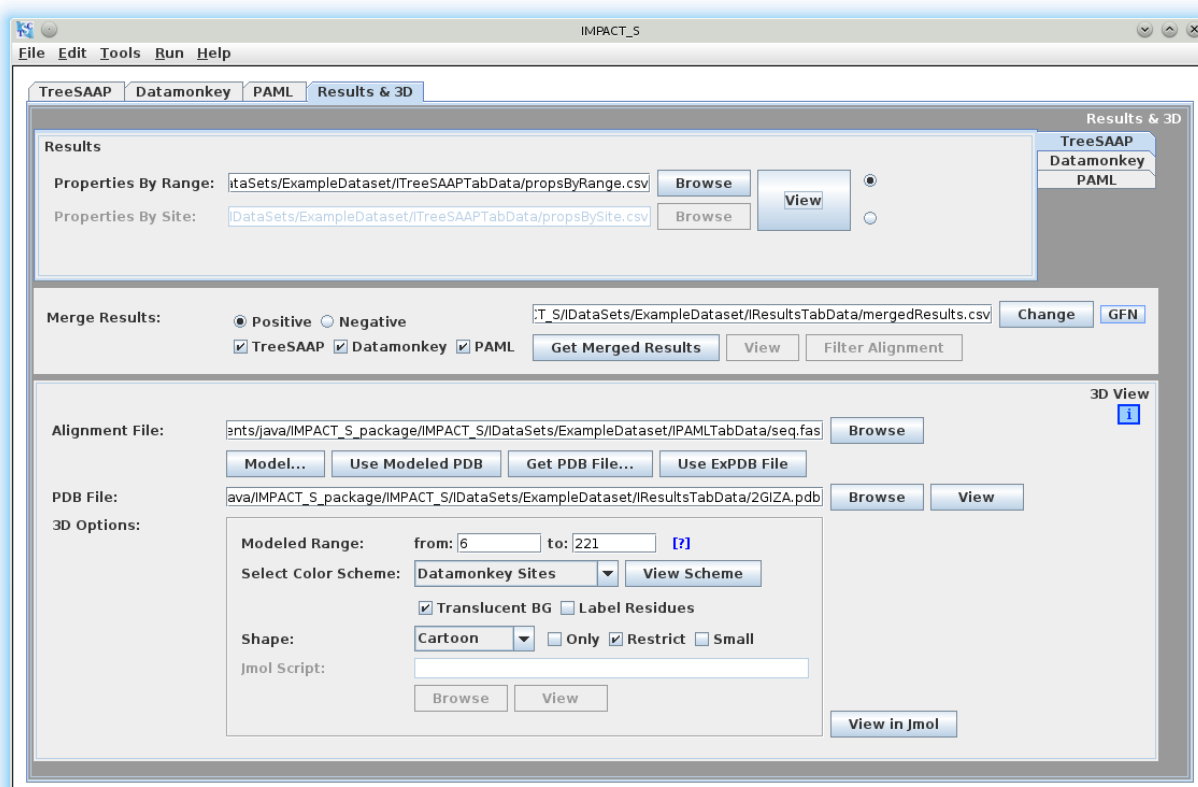 IMPACT_S
File Edit Tools Run Help
TreeSAAP Datamonkey PAML Results & 3D
Results & 3D
Results
TreeSAAP
Datamonkey
PAML
Properties By Range: ıtaSets/ExampleDataset/ITreeSAAPTabData/propsByRange.csv Browse View
Properties By Site: IDataSets/ExampleDataset/ITreeSAAPTabData/propsBySite.csv Browse
Merge Results: Positive Negative CT_S/IDataSets/ExampleDataset/IResultsTabData/mergedResults.csv Change GFN
TreeSAAP Datamonkey PAML Get Merged Results View Filter Alignment
3D View
i
Alignment File: ents/java/IMPACT_S_package/IMPACT_S/IDataSets/ExampleDataset/IPAMLTabData/seq.fas Browse
Model... Use Modeled PDB Get PDB File... Use ExPDB File
PDB File: ava/IMPACT_S_package/IMPACT_S/IDataSets/ExampleDataset/IResultsTabData/2GIZA.pdb Browse View
3D Options:
Modeled Range: from: 6 to: 221 [?]
Select Color Scheme: Datamonkey Sites View Scheme
Translucent BG Label Residues
Shape: Cartoon Only Restrict Small
Jmol Script:
Browse View
View in Jmol